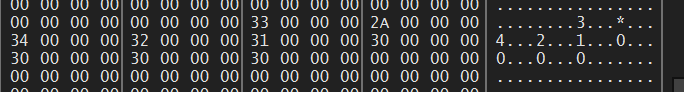 00 00 00 00 00 00 00 00 00 00 00 00 00 00 00 00 ................
00 00 00 00 00 00 00 00 33 00 00 00 2A 00 00 00 ........3...*...
34 00 00 00 32 00 00 00 31 00 00 00 30 00 00 00 4...2...1...0...
30 00 00 00 30 00 00 00 30 00 00 00 00 00 00 00 0...0...0.......
00 00 00 00 00 00 00 00 00 00 00 00 00 00 00 00 ................